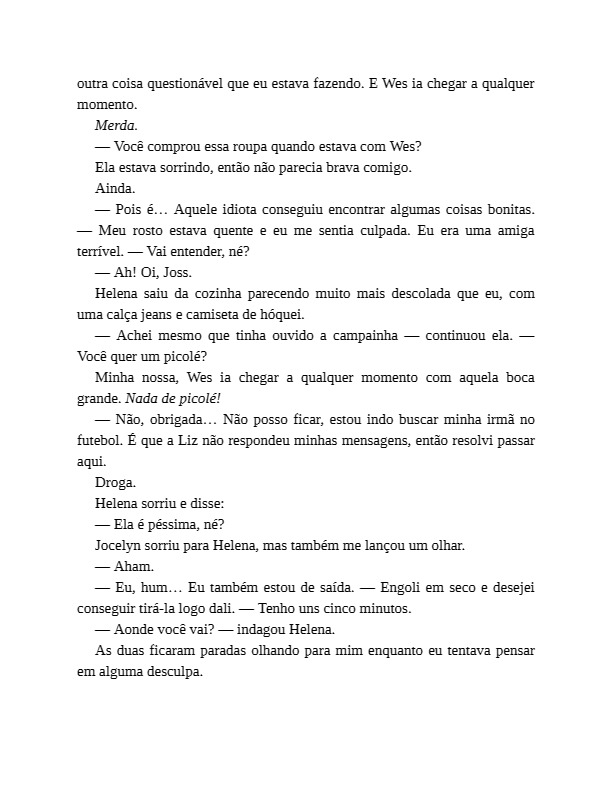 outra coisa questionável que eu estava fazendo. E Wes ia chegar a qualquer
momento.
Merda.
— Você comprou essa roupa quando estava com Wes?
Ela estava sorrindo, então não parecia brava comigo.
Ainda.
— Pois é… Aquele idiota conseguiu encontrar algumas coisas bonitas.
— Meu rosto estava quente e eu me sentia culpada. Eu era uma amiga
terrível. — Vai entender, né?
— Ah! Oi, Joss.
Helena saiu da cozinha parecendo muito mais descolada que eu, com
uma calça jeans e camiseta de hóquei.
— Achei mesmo que tinha ouvido a campainha — continuou ela. —
Você quer um picolé?
Minha nossa, Wes ia chegar a qualquer momento com aquela boca
grande. Nada de picolé!
— Não, obrigada… Não posso ficar, estou indo buscar minha irmã no
futebol. É que a Liz não respondeu minhas mensagens, então resolvi passar
aqui.
Droga.
Helena sorriu e disse:
— Ela é péssima, né?
Jocelyn sorriu para Helena, mas também me lançou um olhar.
— Aham.
— Eu, hum… Eu também estou de saída. — Engoli em seco e desejei
conseguir tirá-la logo dali. — Tenho uns cinco minutos.
— Aonde você vai? — indagou Helena.
As duas ficaram paradas olhando para mim enquanto eu tentava pensar
em alguma desculpa.